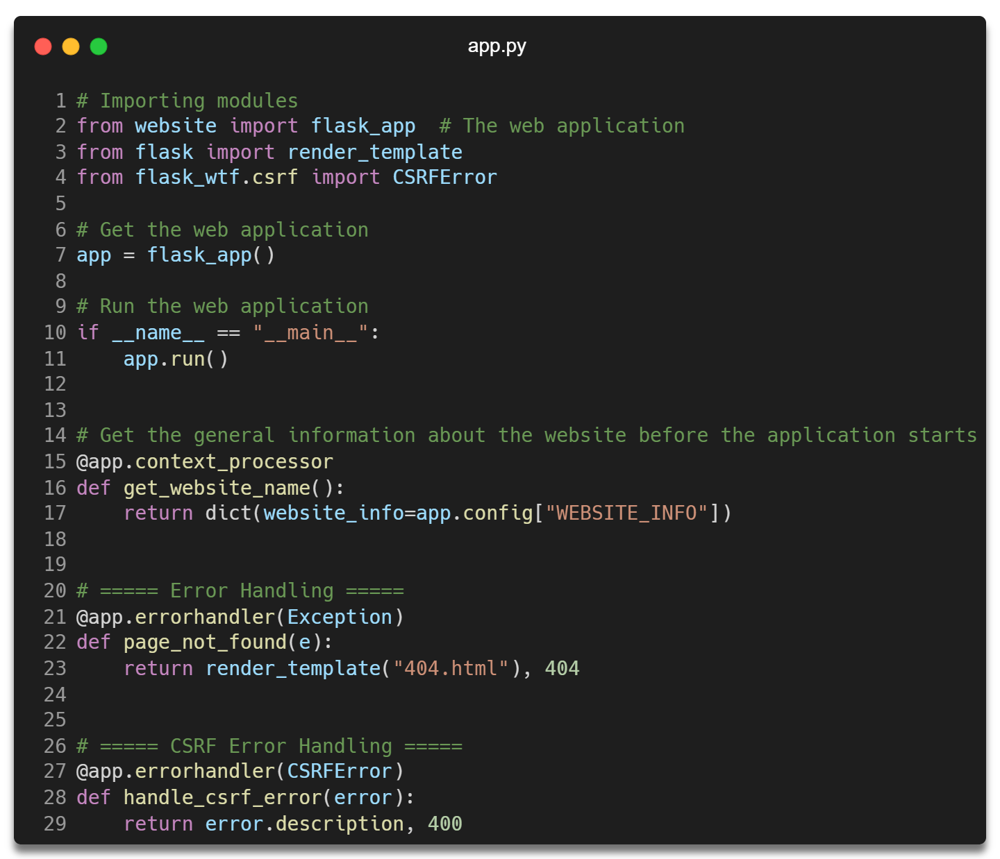 app.py
1 # Importing modules
2 from website import flask_app  # The web application
3 from flask import render_template
4 from flask_wtf.csrf import CSRFError
5
6 # Get the web application
7 app = flask_app()
8
9 # Run the web application
10 if __name__ == "__main__":
11     app.run()
12
13
14 # Get the general information about the website before the application starts
15 @app.context_processor
16 def get_website_name():
17     return dict(website_info=app.config["WEBSITE_INFO"])
18
19
20 # ===== Error Handling =====
21 @app.errorhandler(Exception)
22 def page_not_found(e):
23     return render_template("404.html"), 404
24
25
26 # ===== CSRF Error Handling =====
27 @app.errorhandler(CSRFError)
28 def handle_csrf_error(error):
29     return error.description, 400